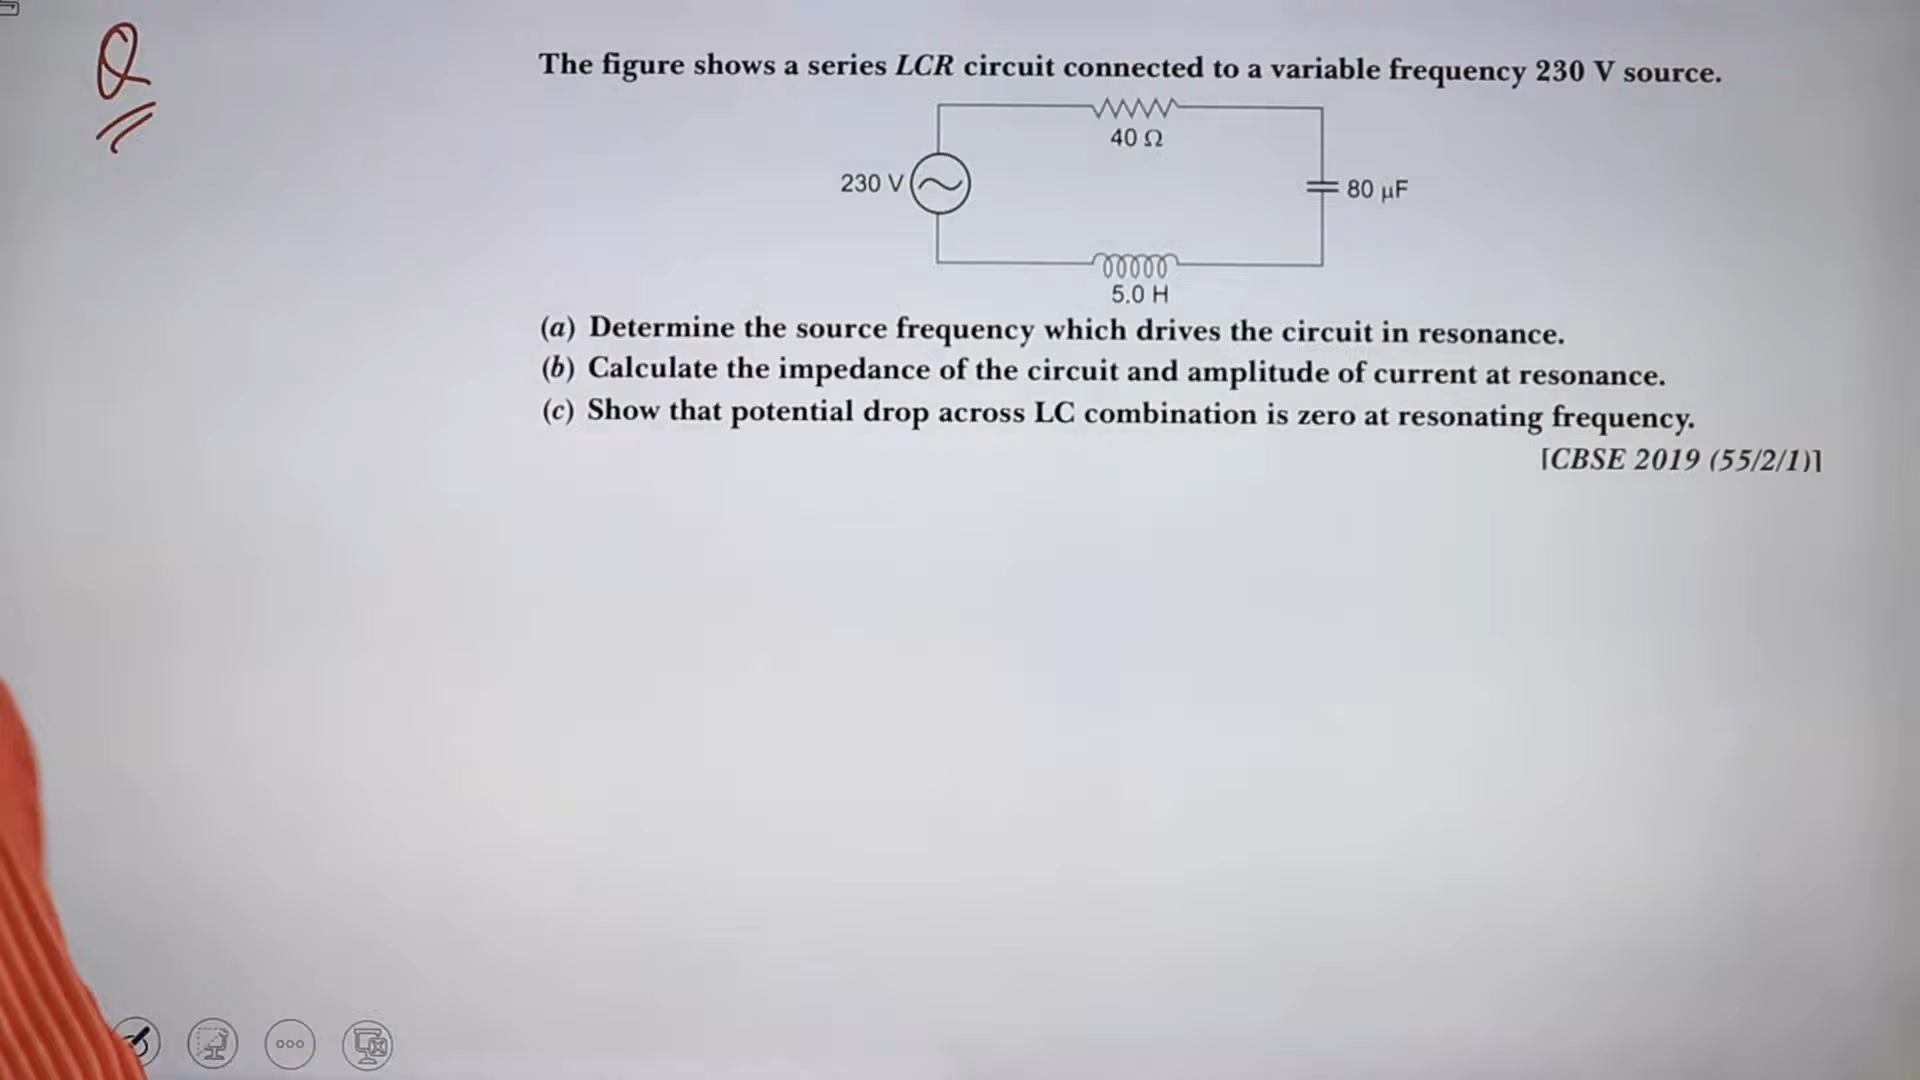 Q
The figure shows a series LCR circuit connected to a variable frequency 230 V source.
40 Ω
230 V
80 μF
5.0 H
(a) Determine the source frequency which drives the circuit in resonance.
(b) Calculate the impedance of the circuit and amplitude of current at resonance.
(c) Show that potential drop across LC combination is zero at resonating frequency.
[CBSE 2019 (55/2/1)]